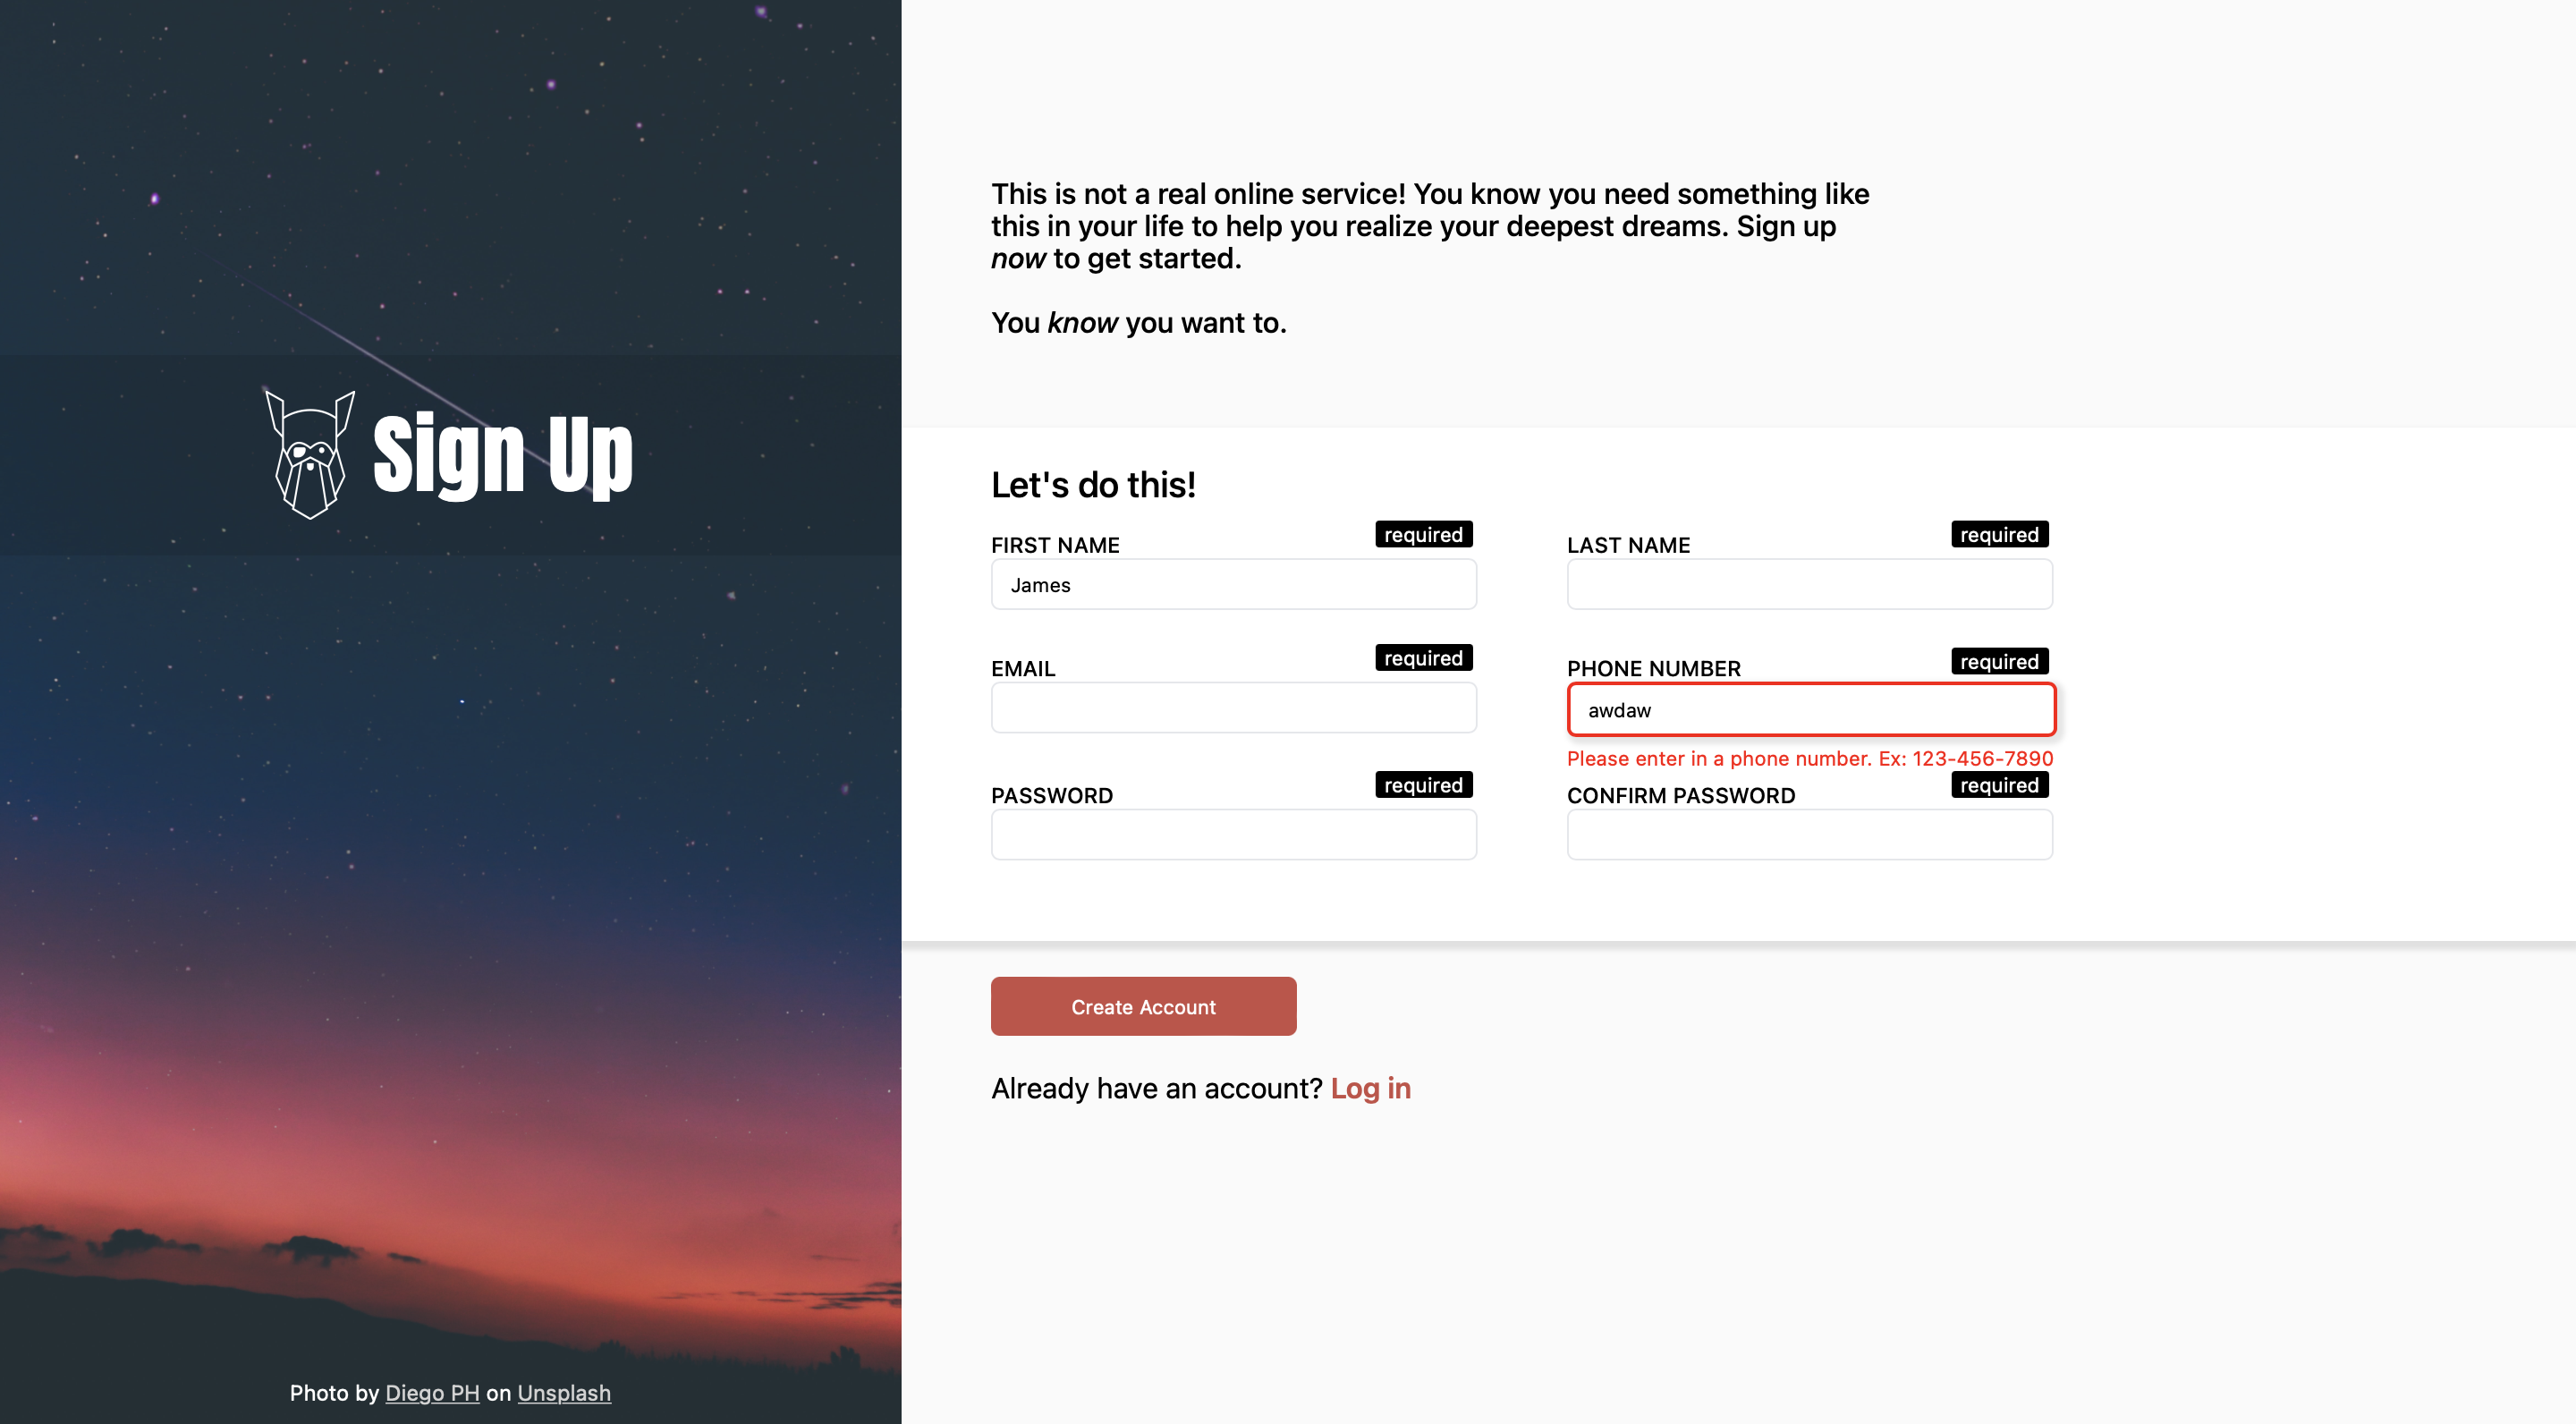 Sign Up
Photo by Diego PH on Unsplash
This is not a real online service! You know you need something like
this in your life to help you realize your deepest dreams. Sign up
now to get started.
You know you want to.
Let's do this!
FIRST NAME required
James
LAST NAME required
EMAIL required
PHONE NUMBER required
awdaw
Please enter in a phone number. Ex: 123-456-7890
PASSWORD required
CONFIRM PASSWORD required
Create Account
Already have an account? Log in